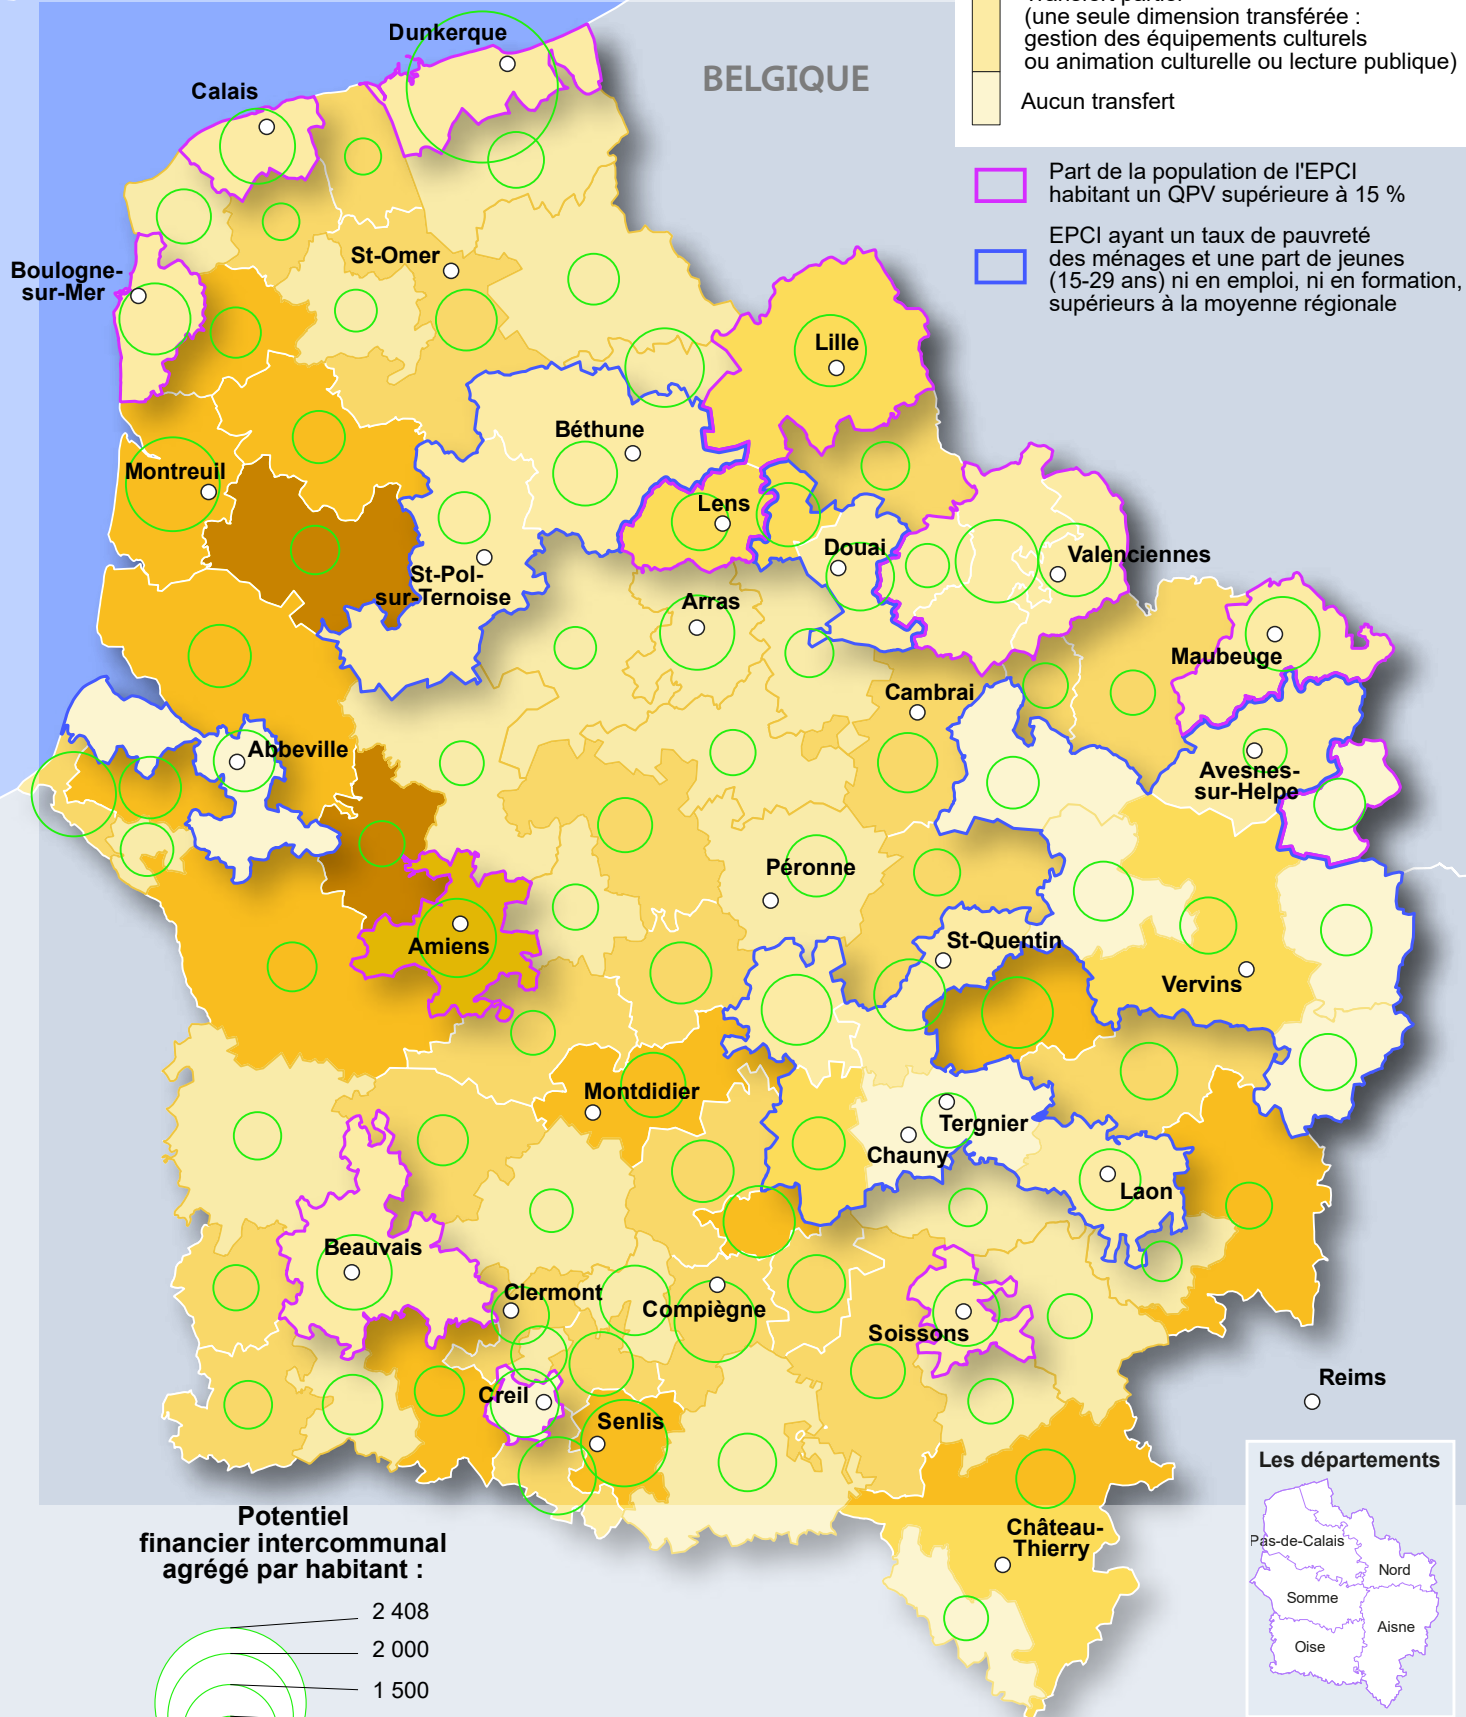 (une seule dimension transférée :
gestion des équipements culturels
ou animation culturelle ou lecture publique)
Aucun transfert
Part de la population de l'EPCI
habitant un QPV supérieure à 15 %
EPCI ayant un taux de pauvreté
des ménages et une part de jeunes
(15-29 ans) ni en emploi, ni en formation,
supérieurs à la moyenne régionale
BELGIQUE
Dunkerque
Calais
St-Omer
Boulogne-
sur-Mer
Lille
Béthune
Montreuil
Lens
Douai
Valenciennes
St-Pol-
sur-Ternoise
Arras
Maubeuge
Cambrai
Abbeville
Avesnes-
sur-Helpe
Péronne
Amiens
St-Quentin
Vervins
Montdidier
Tergnier
Chauny
Laon
Beauvais
Clermont
Compiègne
Soissons
Creil
Senlis
Reims
Château-
Thierry
Potentiel
financier intercommunal
agrégé par habitant :
2 408
2 000
1 500
Les départements
Pas-de-Calais
Nord
Somme
Aisne
Oise